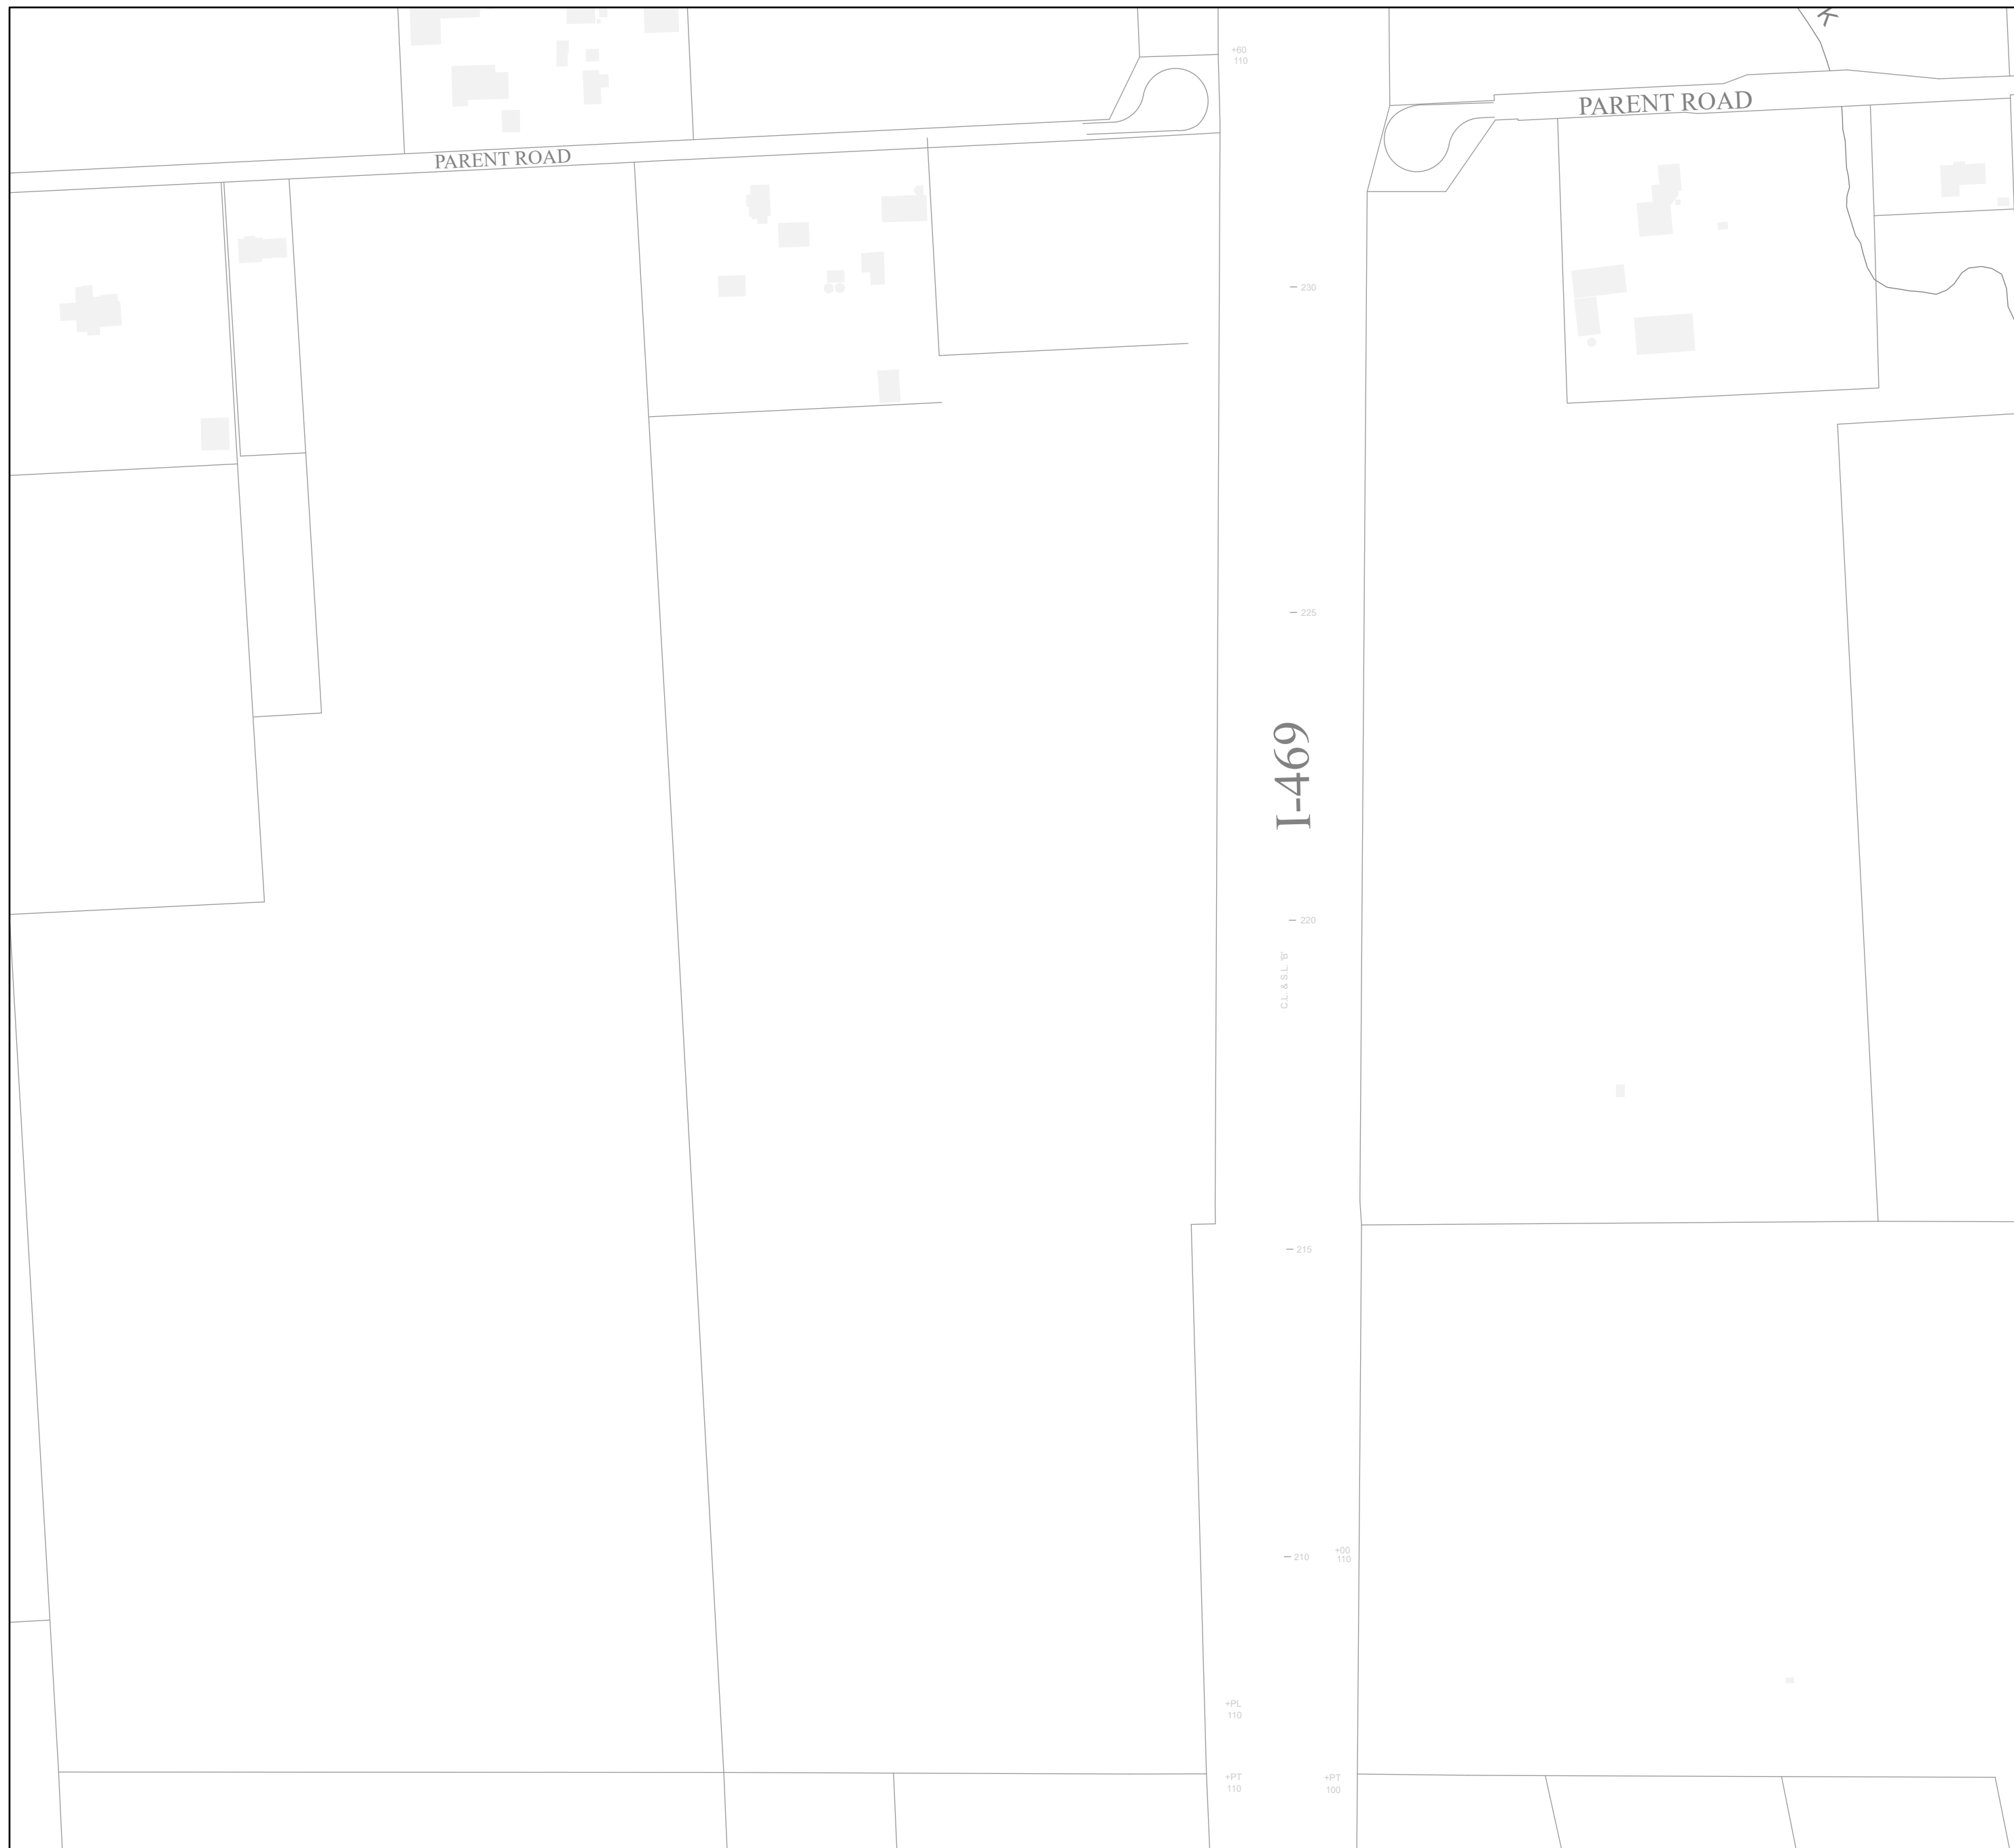 K
+60
110
PARENT ROAD
PARENT ROAD
230
225
I-469
220
C.L. & S.L. 'B'
215
210
+00
110
+PL
110
+PT
110
+PT
100